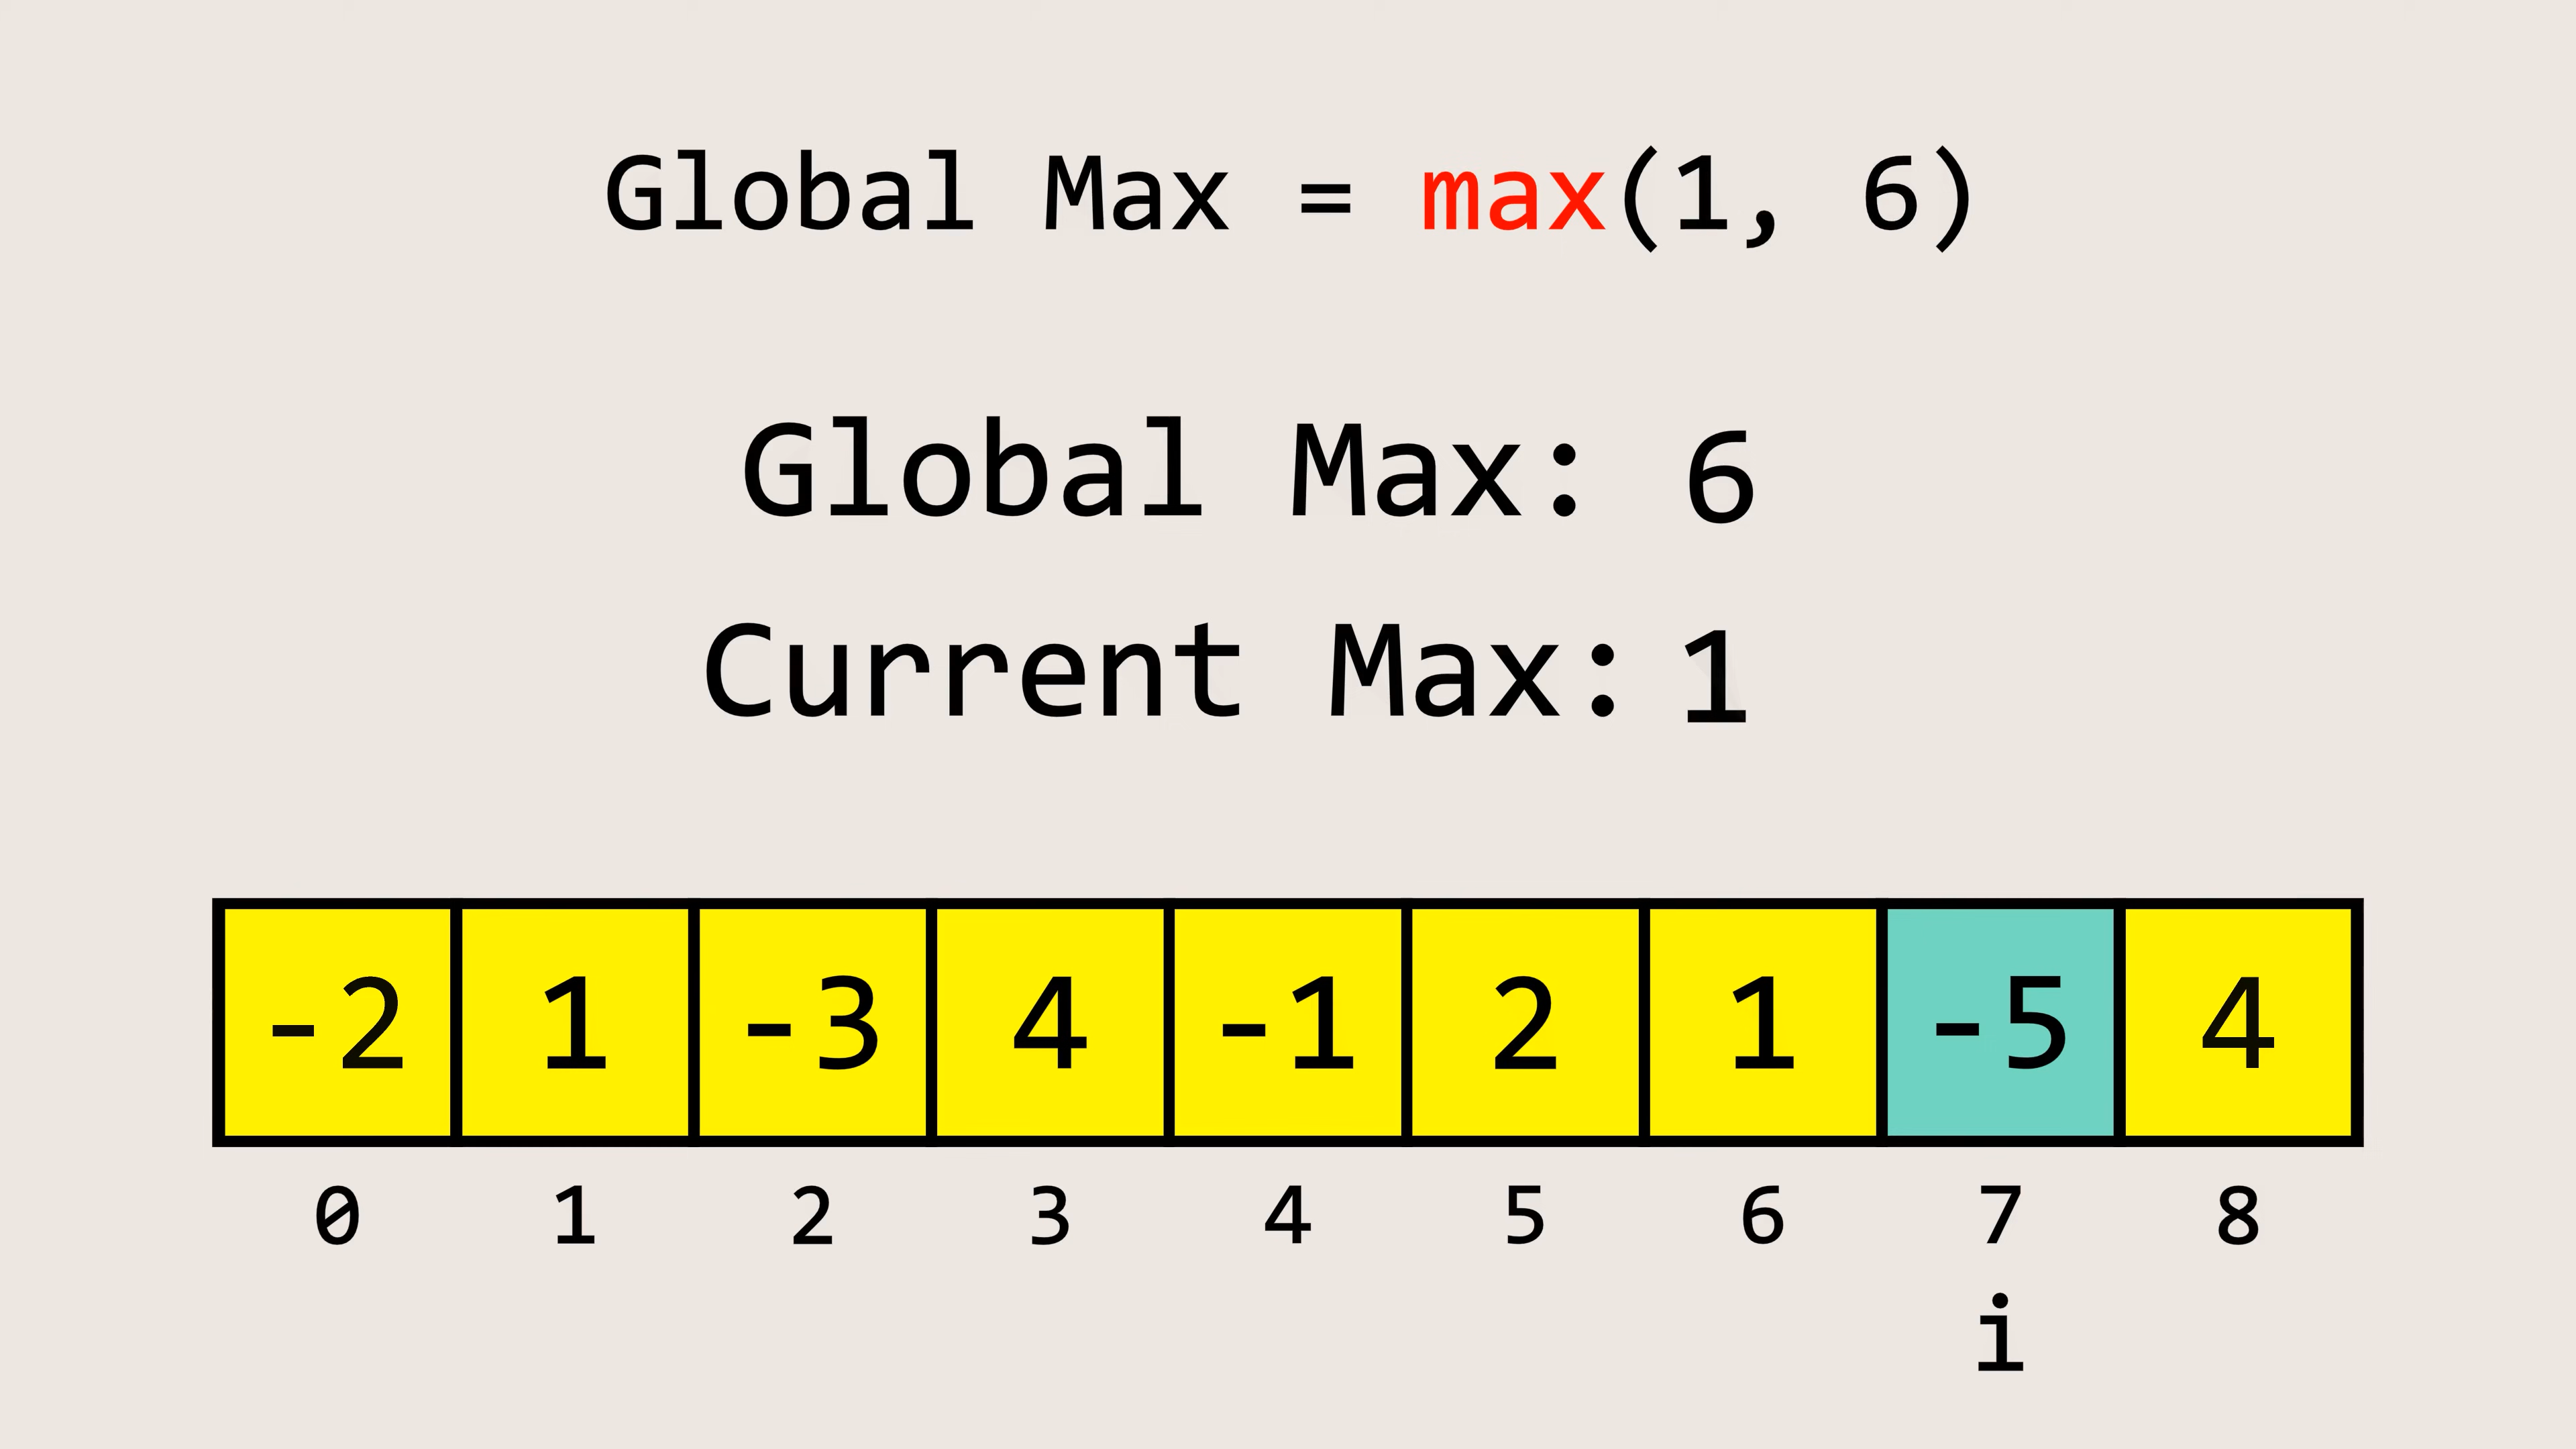 Global Max = max(1, 6)
Global Max: 6
Current Max: 1
-2 1 -3 4 -1 2 1 -5 4
0 1 2 3 4 5 6 7 8
i